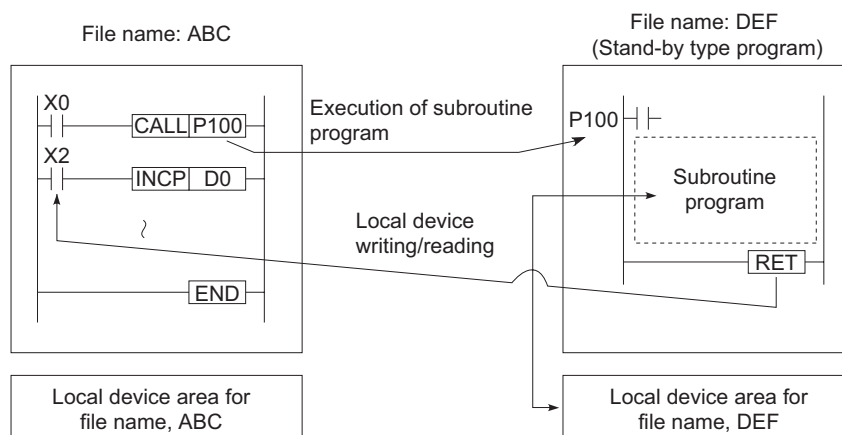 File name: ABC
X0
CALL P100
X2
INCP D0
END
Local device area for
file name, ABC
Execution of subroutine
program
Local device
writing/reading
File name: DEF
(Stand-by type program)
P100
Subroutine
program
RET
Local device area for
file name, DEF